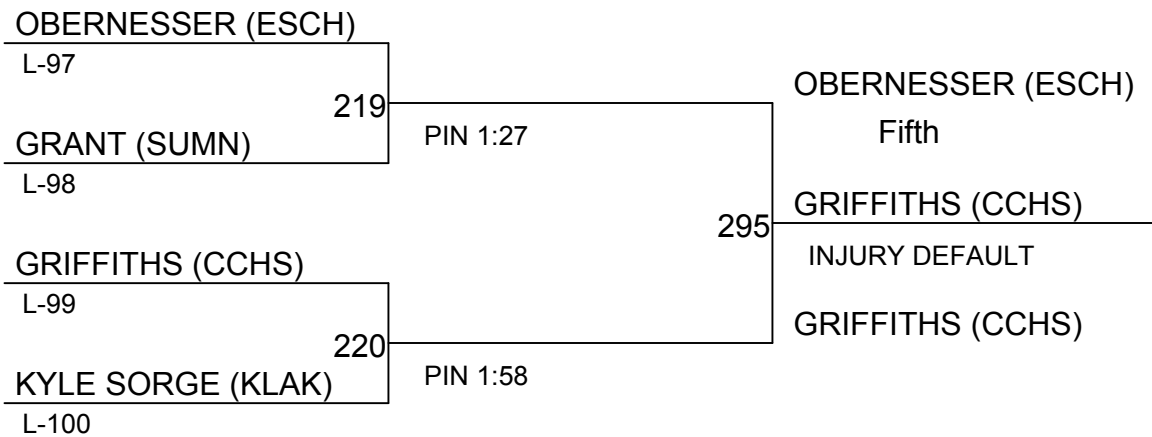 OBERNESSER (ESCH)
L-97
219
GRANT (SUMN)
L-98
PIN 1:27
GRIFFITHS (CCHS)
L-99
220
KYLE SORGE (KLAK)
L-100
PIN 1:58
295
OBERNESSER (ESCH)
Fifth
GRIFFITHS (CCHS)
INJURY DEFAULT
GRIFFITHS (CCHS)